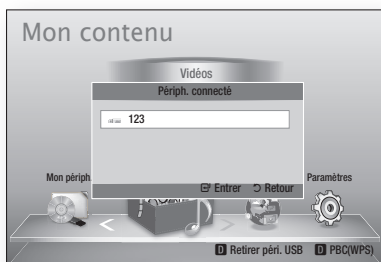 Mon contenu
Vidéos
Périph. connecté
123
Entrer Retour
Mon périph.
Paramètres
D Retirer péri. USB D PBC(WPS)